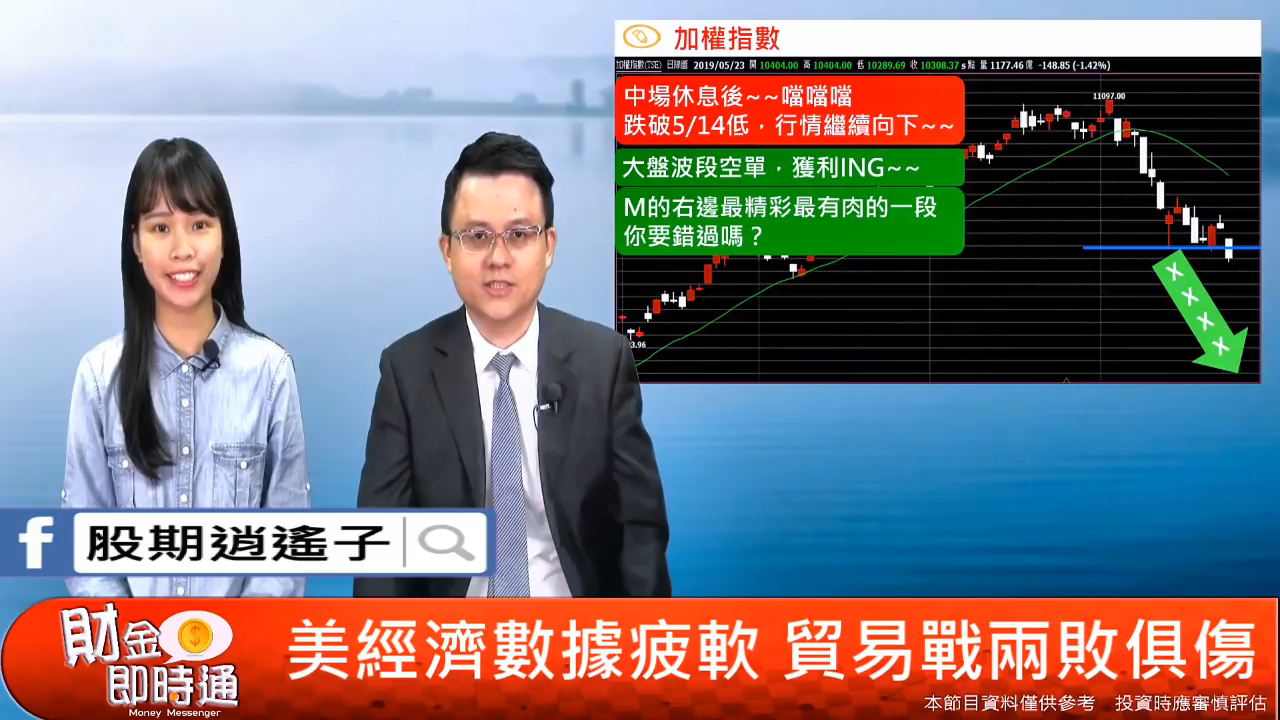 加權指數
加權指數(TSE) 日線圖 2019/05/23 開 10404.00 高 10404.00 低 10289.69 收 10308.37 s點 量 1177.46 億 -148.85 (-1.42%)
11097.00
中場休息後~~噹噹噹
跌破5/14低，行情繼續向下~~
大盤波段空單，獲利ING~~
M的右邊最精彩最有肉的一段
你要錯過嗎？
3.96
X
X
X
X
f 股期逍遙子
財金
即時通
Money Messenger
美經濟數據疲軟 貿易戰兩敗俱傷
本節目資料僅供參考 投資時應審慎評估